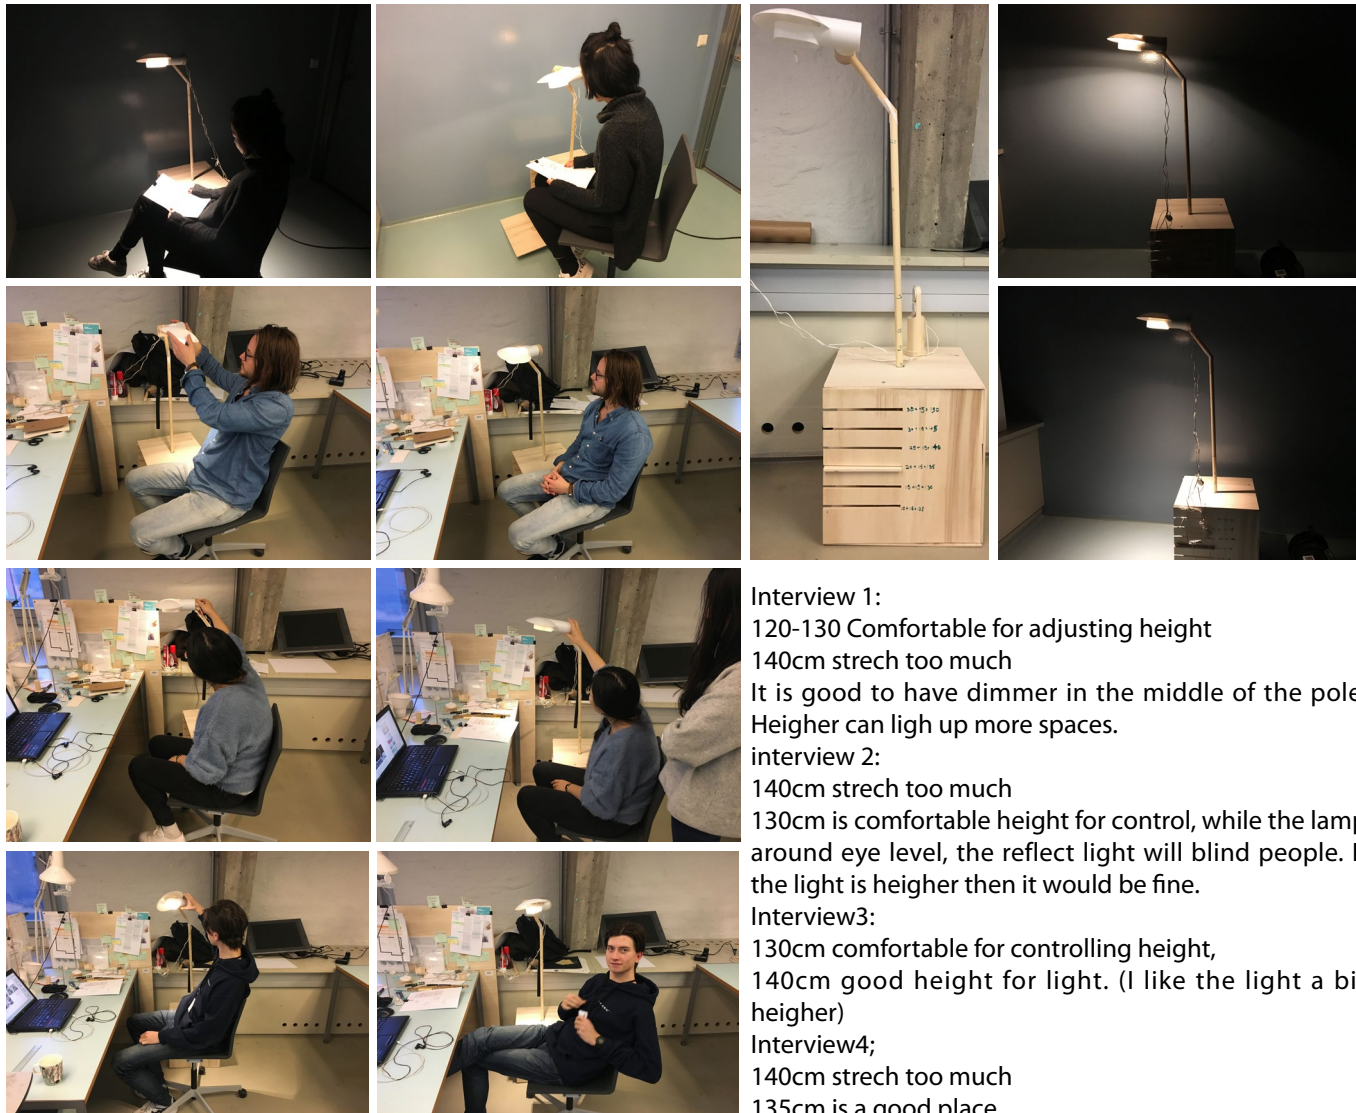 Interview 1:
120-130 Comfortable for adjusting height
140cm strech too much
It is good to have dimmer in the middle of the pole
Heigher can ligh up more spaces.
interview 2:
140cm strech too much
130cm is comfortable height for control, while the lamp
around eye level, the reflect light will blind people.
the light is heigher then it would be fine.
Interview3:
130cm comfortable for controlling height,
140cm good height for light. (I like the light a bi
heigher)
Interview4;
140cm strech too much
135cm is a good place